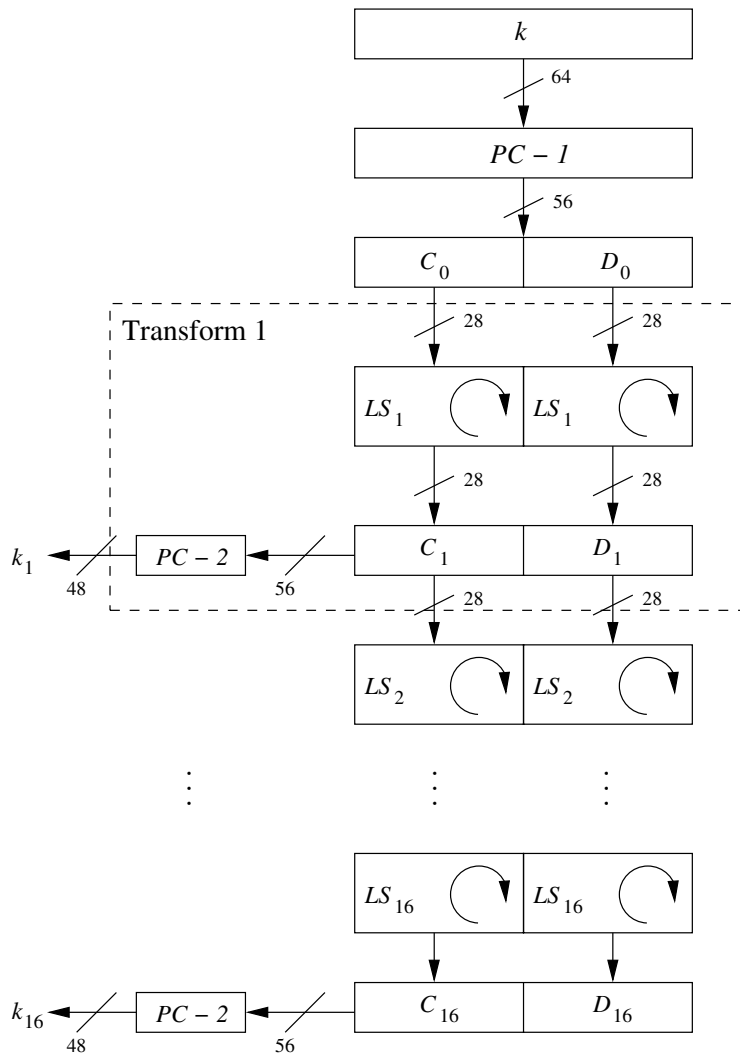 k
64
PC – 1
56
C0 D0
Transform 1
28 28
LS1 LS1
28 28
k1 PC – 2 C1 D1
48 56
28 28
LS2 LS2
LS16 LS16
k16 PC – 2 C16 D16
48 56